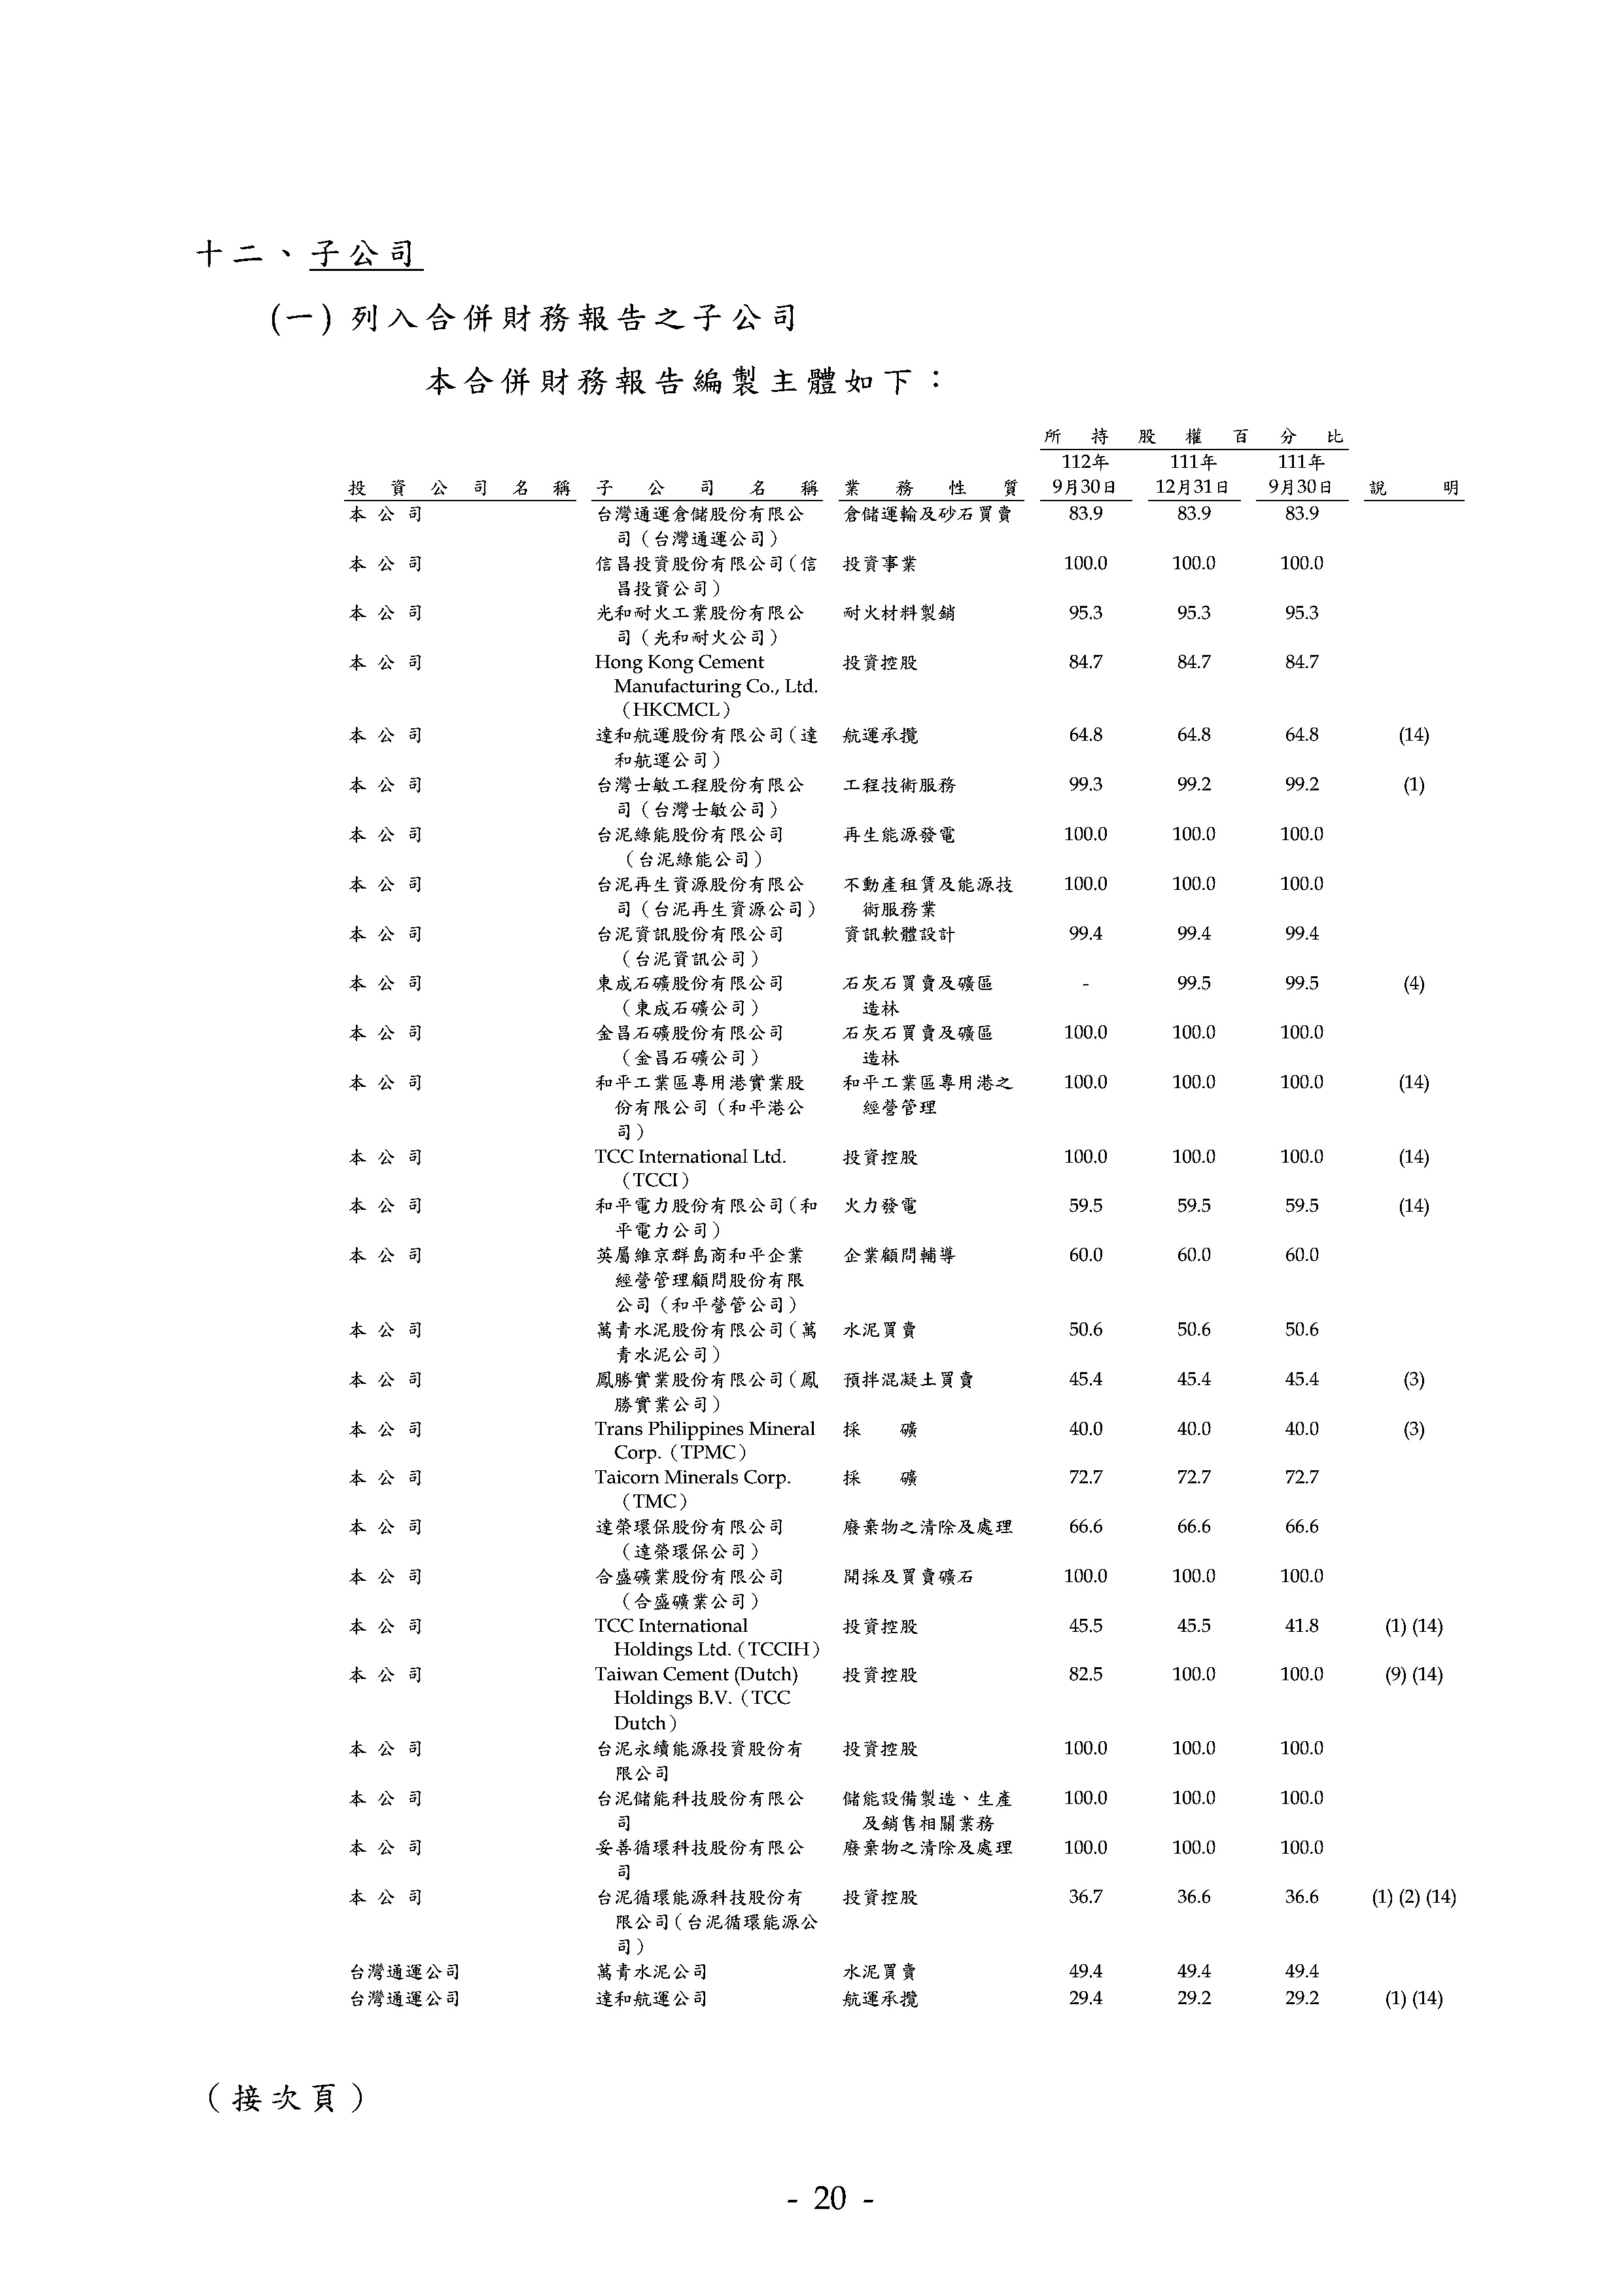 十二、子公司
(一) 列入合併財務報告之子公司
本合併財務報告編製主體如下：
所持股權百分比
112年 111年 111年
投資公司名稱 子公司名稱 業務性質 9月30日 12月31日 9月30日 說明
本公司 台灣通運倉儲股份有限公 倉儲運輸及砂石買賣 83.9 83.9 83.9
司（台灣通運公司）
本公司 信昌投資股份有限公司（信 投資事業 100.0 100.0 100.0
昌投資公司）
本公司 光和耐火工業股份有限公 耐火材料製銷 95.3 95.3 95.3
司（光和耐火公司）
本公司 Hong Kong Cement 投資控股 84.7 84.7 84.7
Manufacturing Co., Ltd.
（HKCMCL）
本公司 達和航運股份有限公司（達 航運承攬 64.8 64.8 64.8 (14)
和航運公司）
本公司 台灣士敏工程股份有限公 工程技術服務 99.3 99.2 99.2 (1)
司（台灣士敏公司）
本公司 台泥綠能股份有限公司 再生能源發電 100.0 100.0 100.0
（台泥綠能公司）
本公司 台泥再生資源股份有限公 不動產租賃及能源技 100.0 100.0 100.0
司（台泥再生資源公司） 術服務業
本公司 台泥資訊股份有限公司 資訊軟體設計 99.4 99.4 99.4
（台泥資訊公司）
本公司 東成石礦股份有限公司 石灰石買賣及礦區 - 99.5 99.5 (4)
（東成石礦公司） 造林
本公司 金昌石礦股份有限公司 石灰石買賣及礦區 100.0 100.0 100.0
（金昌石礦公司） 造林
本公司 和平工業區專用港實業股 和平工業區專用港之 100.0 100.0 100.0 (14)
份有限公司（和平港公 經營管理
司）
本公司 TCC International Ltd. 投資控股 100.0 100.0 100.0 (14)
（TCCI）
本公司 和平電力股份有限公司（和 火力發電 59.5 59.5 59.5 (14)
平電力公司）
本公司 英屬維京群島商和平企業 企業顧問輔導 60.0 60.0 60.0
經營管理顧問股份有限
公司（和平營管公司）
本公司 萬青水泥股份有限公司（萬 水泥買賣 50.6 50.6 50.6
青水泥公司）
本公司 鳳勝實業股份有限公司（鳳 預拌混凝土買賣 45.4 45.4 45.4 (3)
勝實業公司）
本公司 Trans Philippines Mineral 採礦 40.0 40.0 40.0 (3)
Corp.（TPMC）
本公司 Taicorn Minerals Corp. 採礦 72.7 72.7 72.7
（TMC）
本公司 達榮環保股份有限公司 廢棄物之清除及處理 66.6 66.6 66.6
（達榮環保公司）
本公司 合盛礦業股份有限公司 開採及買賣礦石 100.0 100.0 100.0
（合盛礦業公司）
本公司 TCC International 投資控股 45.5 45.5 41.8 (1) (14)
Holdings Ltd.（TCCIH）
本公司 Taiwan Cement (Dutch) 投資控股 82.5 100.0 100.0 (9) (14)
Holdings B.V.（TCC
Dutch）
本公司 台泥永續能源投資股份有 投資控股 100.0 100.0 100.0
限公司
本公司 台泥儲能科技股份有限公 儲能設備製造、生產 100.0 100.0 100.0
司 及銷售相關業務
本公司 妥善循環科技股份有限公 廢棄物之清除及處理 100.0 100.0 100.0
司
本公司 台泥循環能源科技股份有 投資控股 36.7 36.6 36.6 (1) (2) (14)
限公司（台泥循環能源公
司）
台灣通運公司 萬青水泥公司 水泥買賣 49.4 49.4 49.4
台灣通運公司 達和航運公司 航運承攬 29.4 29.2 29.2 (1) (14)
（接次頁）
- 20 -